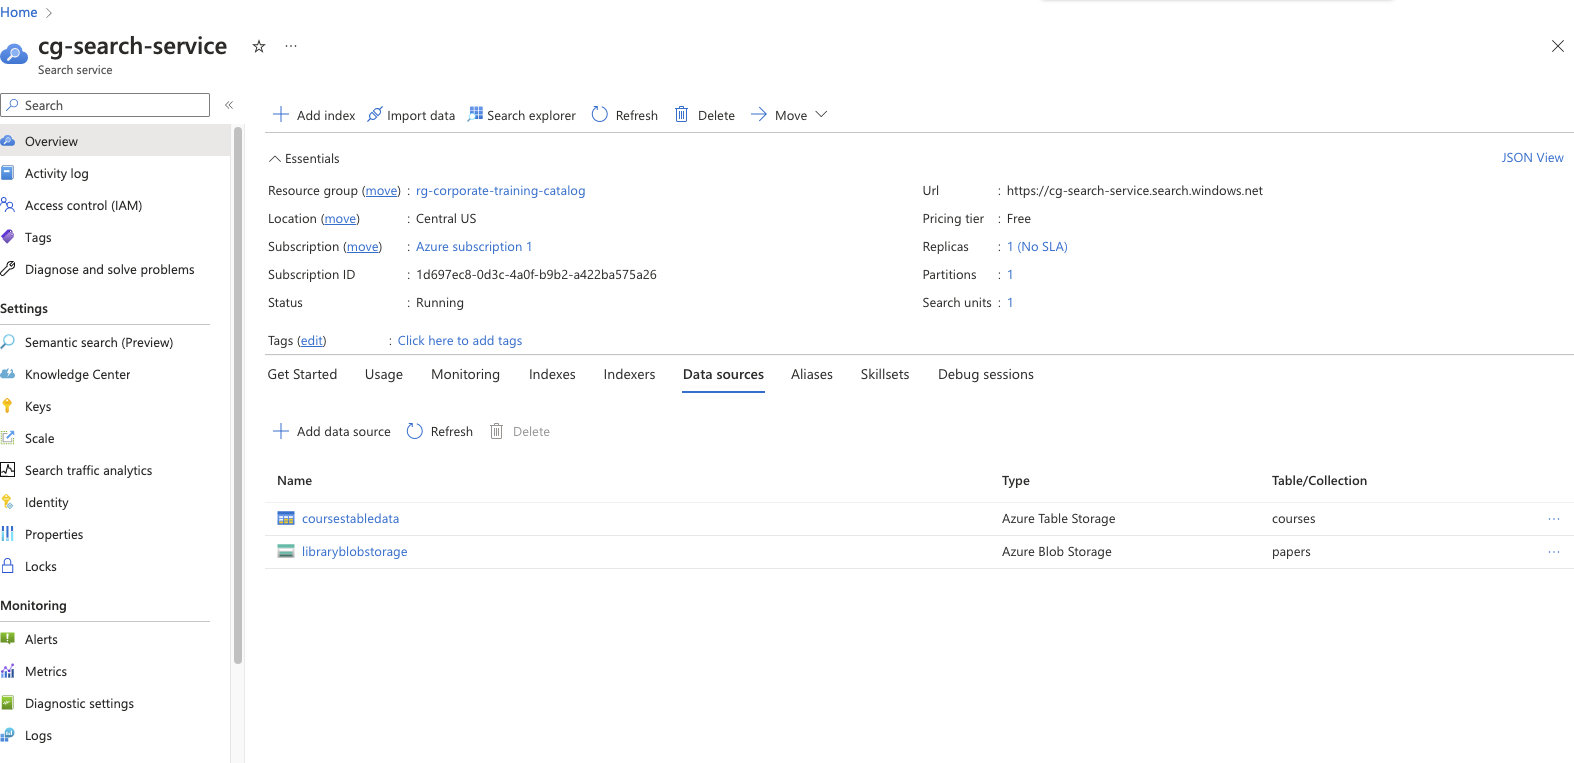 Home
cg-search-service
Search service
Search
Overview
Activity log
Access control (IAM)
Tags
Diagnose and solve problems
Settings
Semantic search (Preview)
Knowledge Center
Keys
Scale
Search traffic analytics
Identity
Properties
Locks
Monitoring
Alerts
Metrics
Diagnostic settings
Logs
Add index Import data Search explorer Refresh Delete Move
Essentials JSON View
Resource group (move) : rg-corporate-training-catalog
Location (move) : Central US
Subscription (move) : Azure subscription 1
Subscription ID : 1d697ec8-0d3c-4a0f-b9b2-a422ba575a26
Status : Running
Url : https://cg-search-service.search.windows.net
Pricing tier : Free
Replicas : 1 (No SLA)
Partitions : 1
Search units : 1
Tags (edit) : Click here to add tags
Get Started Usage Monitoring Indexes Indexers Data sources Aliases Skillsets Debug sessions
Add data source Refresh Delete
Name Type Table/Collection
coursestabledata Azure Table Storage courses
libraryblobstorage Azure Blob Storage papers